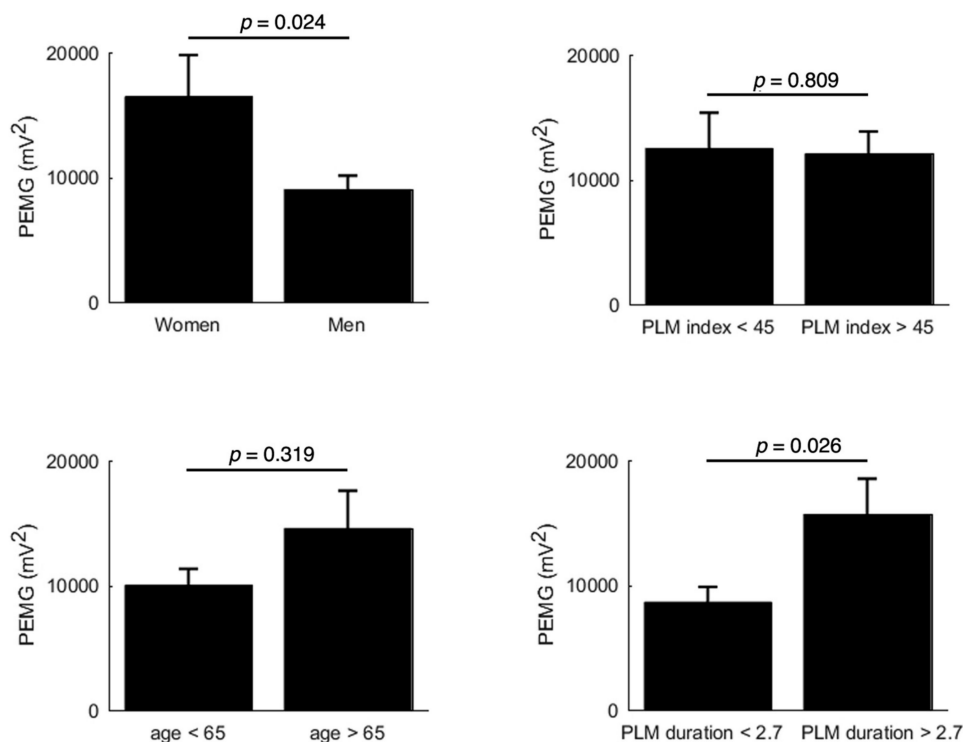 p = 0.024
20000
10000
0
PEMG (mV²)
Women Men
p = 0.809
20000
10000
0
PEMG (mV²)
PLM index < 45 PLM index > 45
p = 0.319
20000
10000
0
PEMG (mV²)
age < 65 age > 65
p = 0.026
20000
10000
0
PEMG (mV²)
PLM duration < 2.7 PLM duration > 2.7